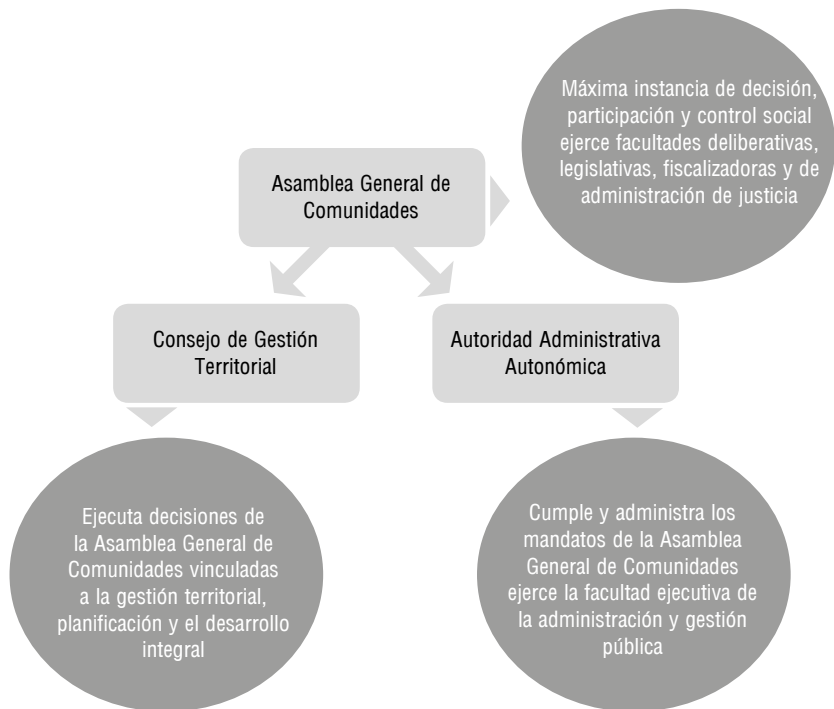 Máxima instancia de decisión,
participación y control social
ejerce facultades deliberativas,
legislativas, fiscalizadoras y de
administración de justicia
Asamblea General de
Comunidades
Consejo de Gestión
Territorial
Autoridad Administrativa
Autonómica
Ejecuta decisiones de
la Asamblea General de
Comunidades vinculadas
a la gestión territorial,
planificación y el desarrollo
integral
Cumple y administra los
mandatos de la Asamblea
General de Comunidades
ejerce la facultad ejecutiva de
la administración y gestión
pública